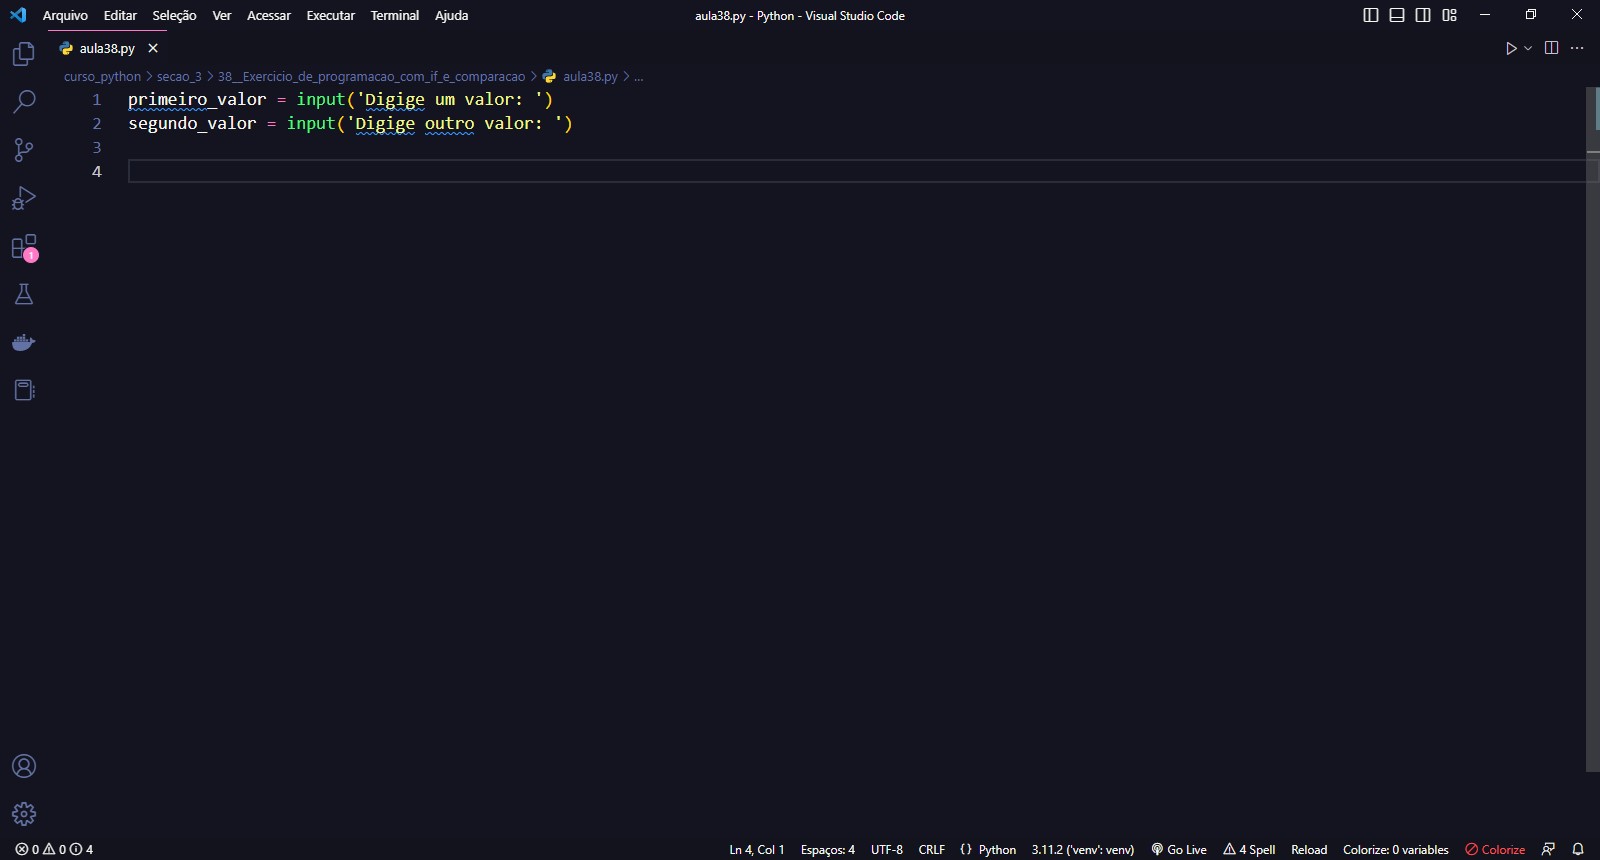 Arquivo Editar Seleção Ver Acessar Executar Terminal Ajuda aula38.py - Python - Visual Studio Code
aula38.py
curso_python > secao_3 > 38__Exercicio_de_programacao_com_if_e_comparacao > aula38.py > ...
1 primeiro_valor = input('Digige um valor: ')
2 segundo_valor = input('Digige outro valor: ')
3
4
1
0 0 4 Ln 4, Col 1 Espaços: 4 UTF-8 CRLF {} Python 3.11.2 ('venv': venv) Go Live 4 Spell Reload Colorize: 0 variables Colorize